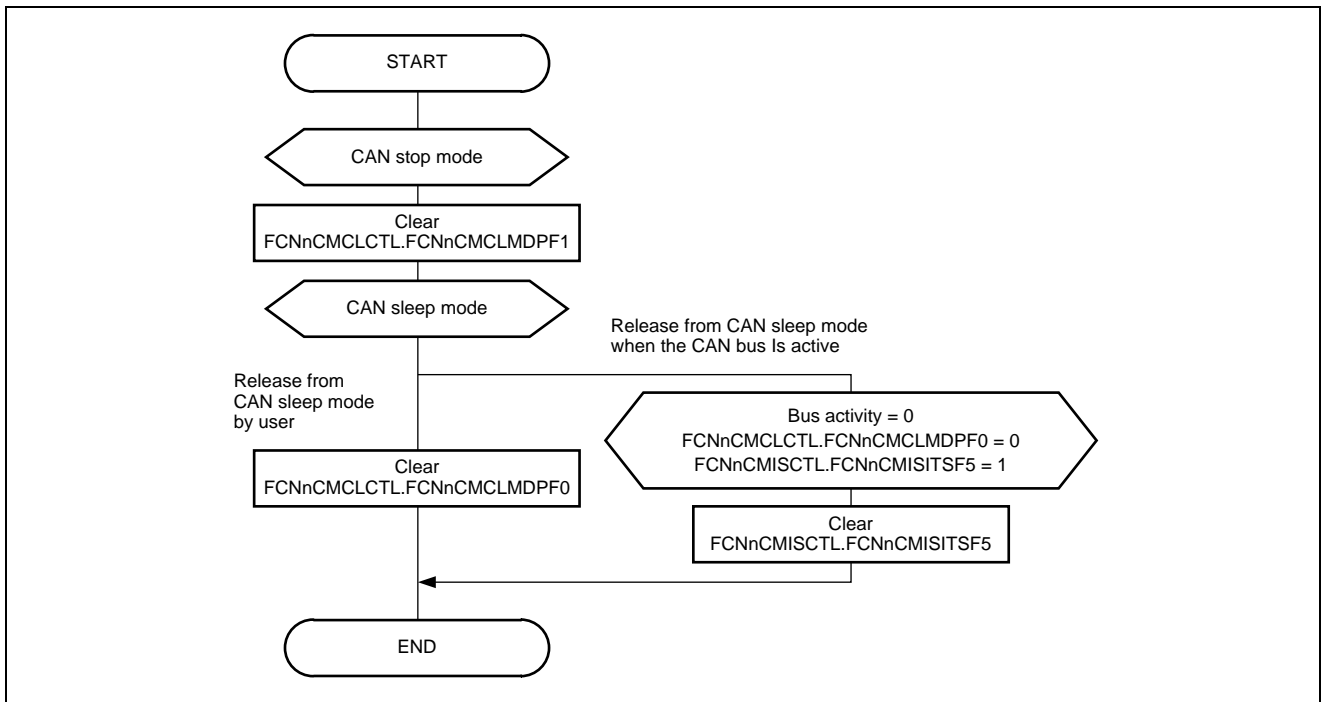 START
CAN stop mode
Clear
FCNnCMCLCTL.FCNnCMCLMDPF1
CAN sleep mode
Release from CAN sleep mode
when the CAN bus Is active
Release from
CAN sleep mode
by user
Bus activity = 0
FCNnCMCLCTL.FCNnCMCLMDPF0 = 0
FCNnCMISCTL.FCNnCMISITSF5 = 1
Clear
FCNnCMCLCTL.FCNnCMCLMDPF0
Clear
FCNnCMISCTL.FCNnCMISITSF5
END